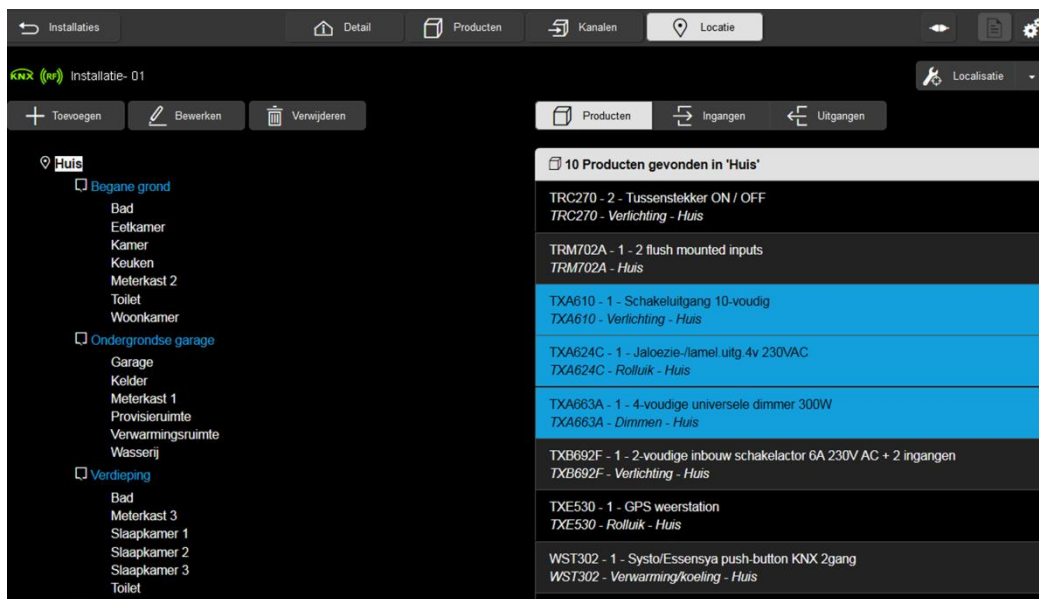 Installaties
Detail
Producten
Kanalen
Locatie
KNX ((RF)) Installatie- 01
Localisatie
Toevoegen
Bewerken
Verwijderen
Producten
Ingangen
Uitgangen
Huis
Begane grond
Bad
Eetkamer
Kamer
Keuken
Meterkast 2
Toilet
Woonkamer
Ondergrondse garage
Garage
Kelder
Meterkast 1
Provisieruimte
Verwarmingsruimte
Wasserij
Verdieping
Bad
Meterkast 3
Slaapkamer 1
Slaapkamer 2
Slaapkamer 3
Toilet
10 Producten gevonden in 'Huis'
TRC270 - 2 - Tussenstekker ON / OFF
TRC270 - Verlichting - Huis
TRM702A - 1 - 2 flush mounted inputs
TRM702A - Huis
TXA610 - 1 - Schakeluitgang 10-voudig
TXA610 - Verlichting - Huis
TXA624C - 1 - Jaloezie-/lamel.uitg.4v 230VAC
TXA624C - Rolluik - Huis
TXA663A - 1 - 4-voudige universele dimmer 300W
TXA663A - Dimmen - Huis
TXB692F - 1 - 2-voudige inbouw schakelactor 6A 230V AC + 2 ingangen
TXB692F - Verlichting - Huis
TXE530 - 1 - GPS weerstation
TXE530 - Rolluik - Huis
WST302 - 1 - Systo/Essensya push-button KNX 2gang
WST302 - Verwarming/koeling - Huis